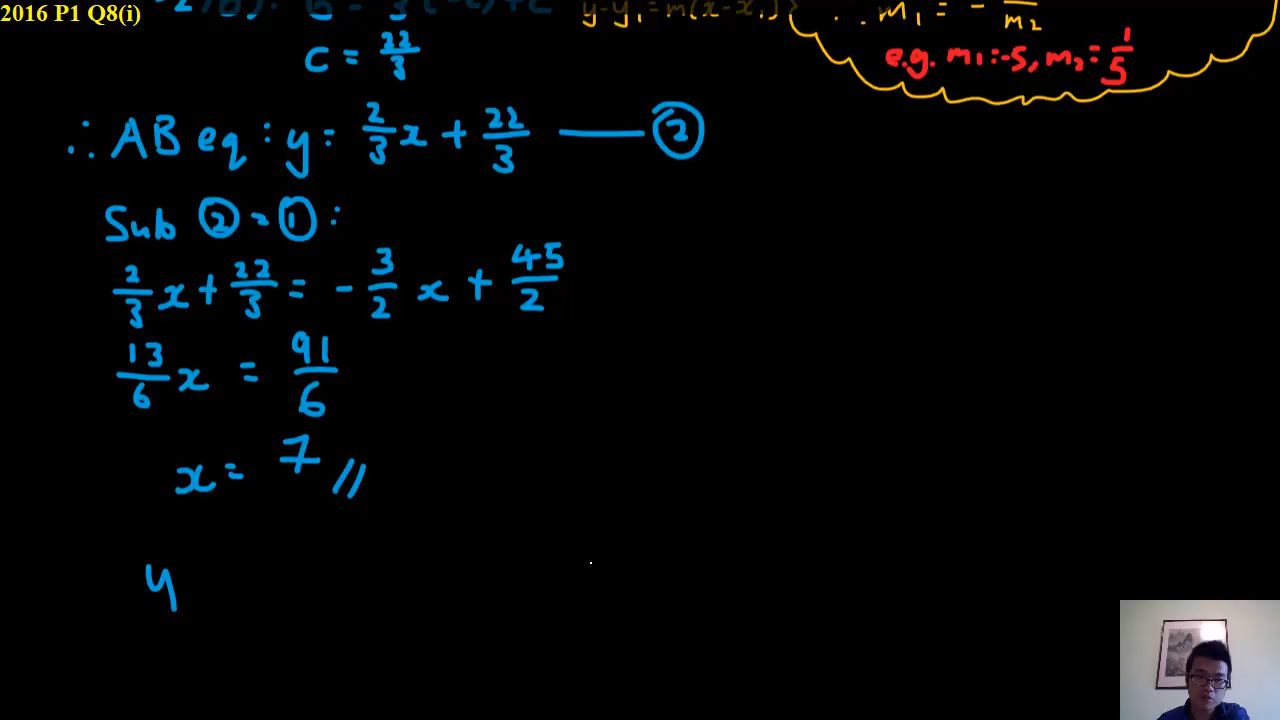 2016 P1 Q8(i)
y-y₁=m(x-x₁)
∴ m₁ = - — m₂
c = 22/3
e.g. m₁=-5, m₂=1/5
∴ AB eq: y= 2/3 x + 22/3 —— ②
Sub ② = ① :
2/3 x + 22/3 = - 3/2 x + 45/2
13/6 x = 91/6
x = 7 //
y